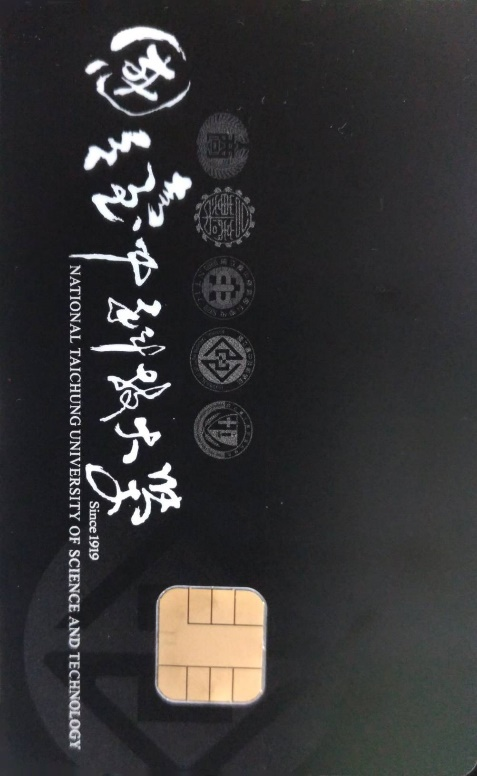 國立臺中科技大學
Since 1919
NATIONAL TAICHUNG UNIVERSITY OF SCIENCE AND TECHNOLOGY